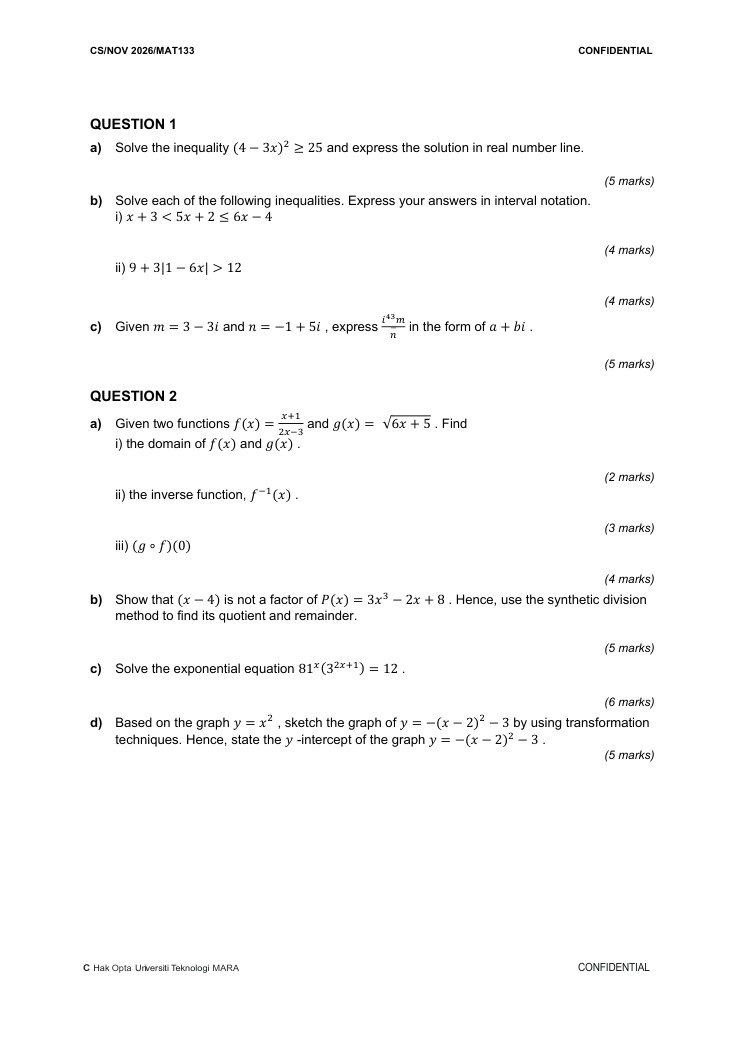 CS/NOV 2026/MAT133 CONFIDENTIAL
QUESTION 1
a) Solve the inequality (4 − 3x)² ≥ 25 and express the solution in real number line.
(5 marks)
b) Solve each of the following inequalities. Express your answers in interval notation.
i) x + 3 < 5x + 2 ≤ 6x − 4
(4 marks)
ii) 9 + 3|1 − 6x| > 12
(4 marks)
c) Given m = 3 − 3i and n = −1 + 5i , express \frac{i^{43}m}{\bar{n}} in the form of a + bi .
(5 marks)
QUESTION 2
a) Given two functions f(x) = \frac{x+1}{2x−3} and g(x) = √(6x + 5) . Find
i) the domain of f(x) and g(x) .
(2 marks)
ii) the inverse function, f⁻¹(x) .
(3 marks)
iii) (g ∘ f)(0)
(4 marks)
b) Show that (x − 4) is not a factor of P(x) = 3x³ − 2x + 8 . Hence, use the synthetic division
method to find its quotient and remainder.
(5 marks)
c) Solve the exponential equation 81^x(3^{2x+1}) = 12 .
(6 marks)
d) Based on the graph y = x² , sketch the graph of y = −(x − 2)² − 3 by using transformation
techniques. Hence, state the y -intercept of the graph y = −(x − 2)² − 3 .
(5 marks)
C Hak Opta Universiti Teknologi MARA CONFIDENTIAL